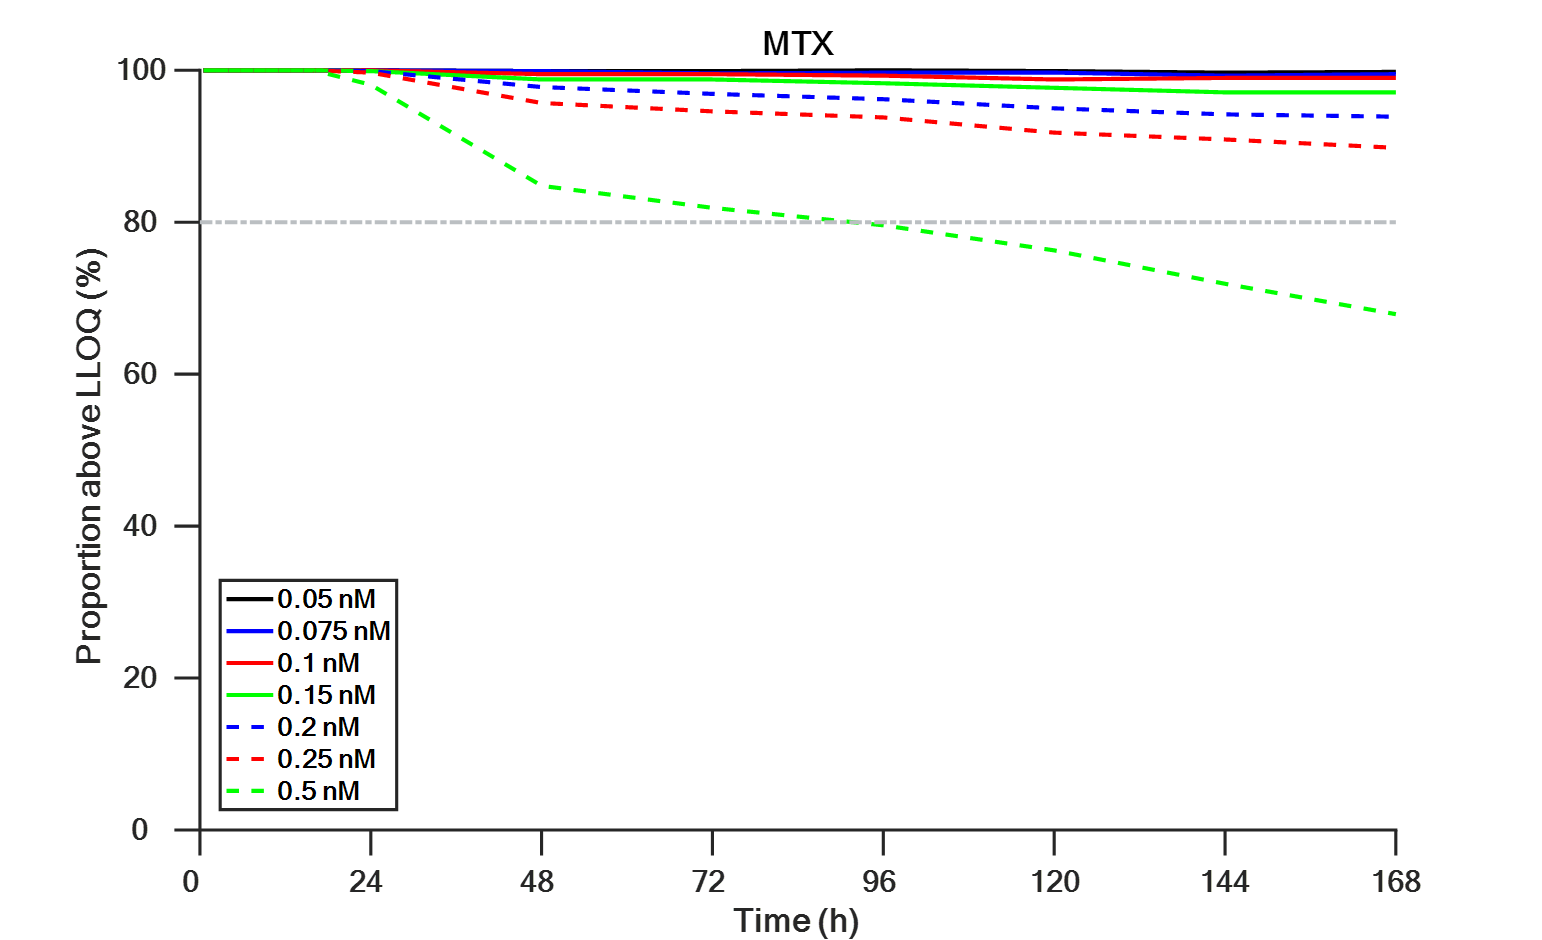 MTX
Proportion above LLOQ (%)
100
80
60
40
20
0
0.05 nM
0.075 nM
0.1 nM
0.15 nM
0.2 nM
0.25 nM
0.5 nM
0 24 48 72 96 120 144 168
Time (h)